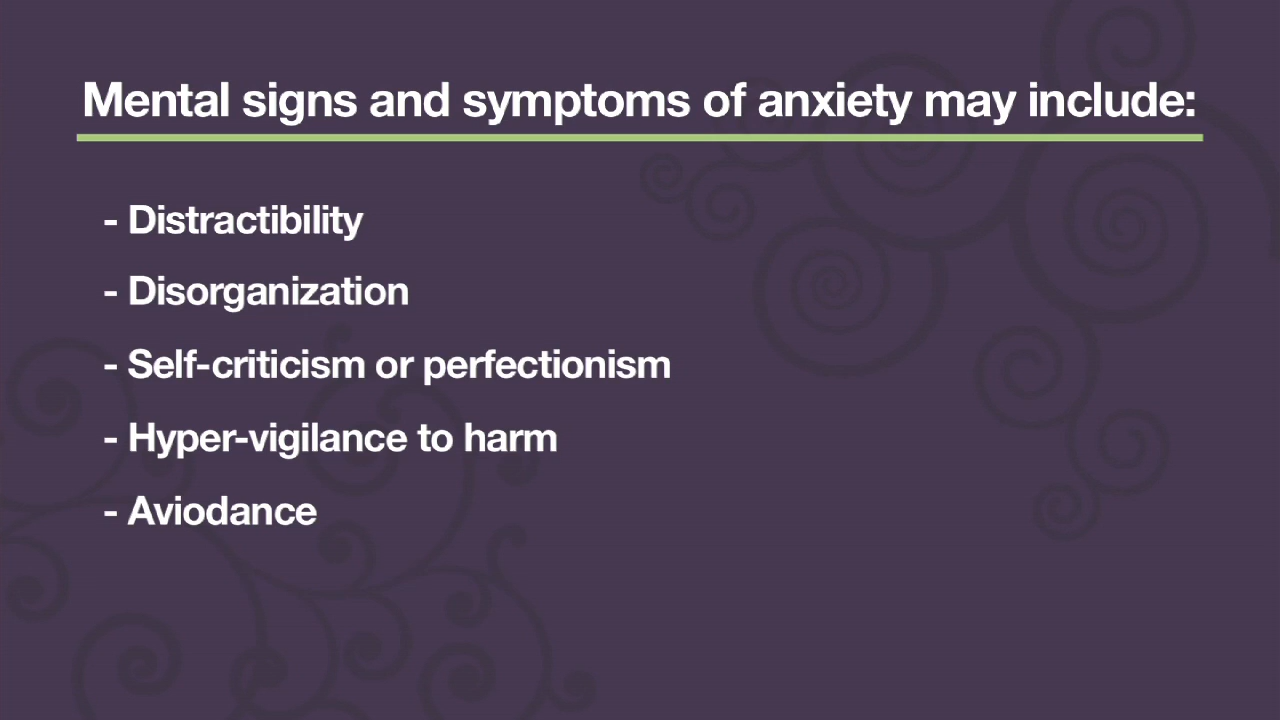 Mental signs and symptoms of anxiety may include:
- Distractibility
- Disorganization
- Self-criticism or perfectionism
- Hyper-vigilance to harm
- Aviodance